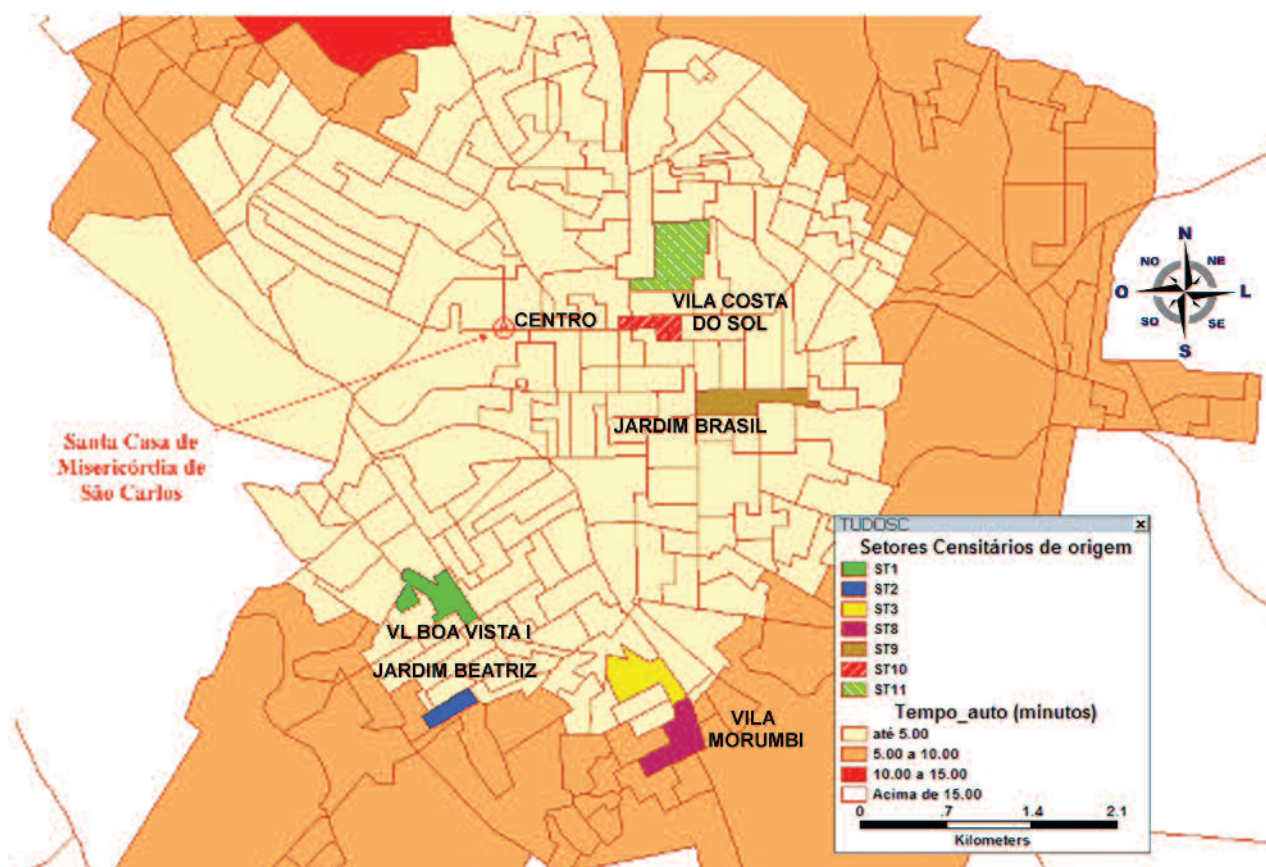 N
NO
NE
O
L
SO
SE
S
VILA COSTA
DO SOL
CENTRO
JARDIM BRASIL
Santa Casa de
Misericórdia de
São Carlos
VL BOA VISTA I
JARDIM BEATRIZ
VILA
MORUMBI
TUDOSC
Setores Censitários de origem
ST1
ST2
ST3
ST8
ST9
ST10
ST11
Tempo_auto (minutos)
até 5.00
5.00 a 10.00
10.00 a 15.00
Acima de 15.00
0 .7 1.4 2.1
Kilometers